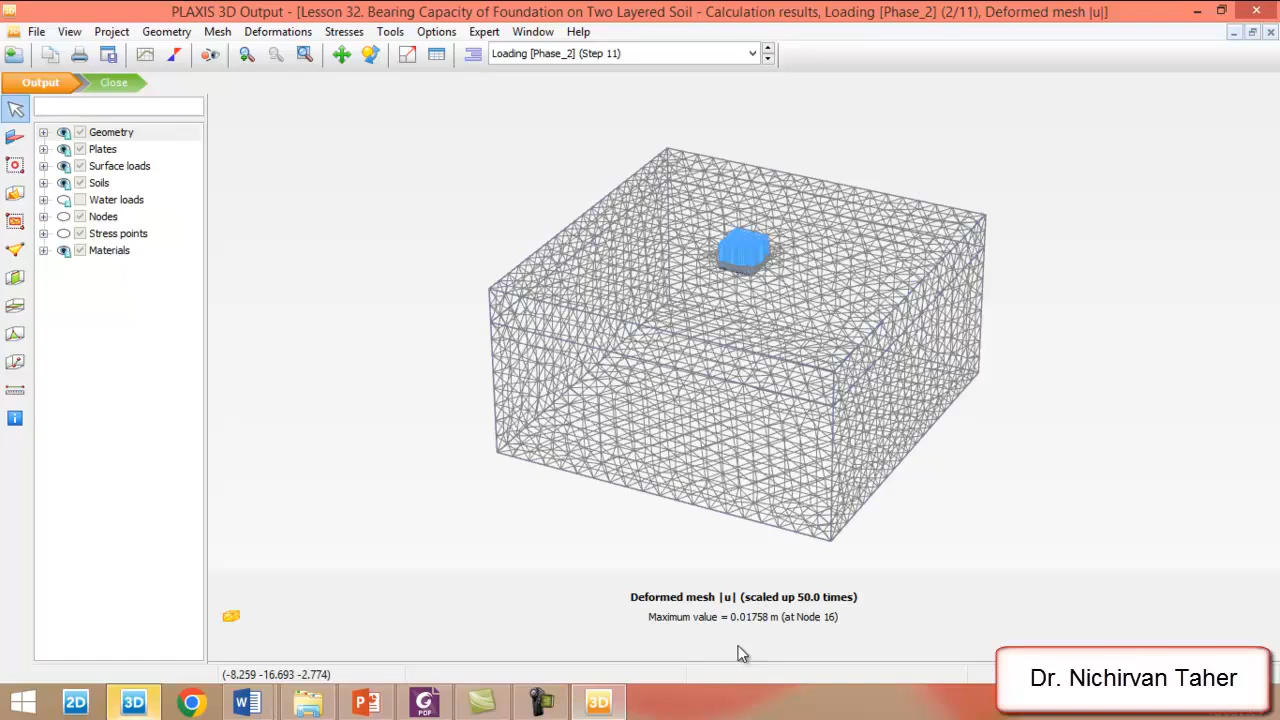 PLAXIS 3D Output - [Lesson 32. Bearing Capacity of Foundation on Two Layered Soil - Calculation results, Loading [Phase_2] (2/11), Deformed mesh |u|]
File View Project Geometry Mesh Deformations Stresses Tools Options Expert Window Help
Loading [Phase_2] (Step 11)
Output Close
Geometry
Plates
Surface loads
Soils
Water loads
Nodes
Stress points
Materials
Deformed mesh |u| (scaled up 50.0 times)
Maximum value = 0.01758 m (at Node 16)
(-8.259 -16.693 -2.774)
Dr. Nichirvan Taher
2D 3D W P PDF 3D